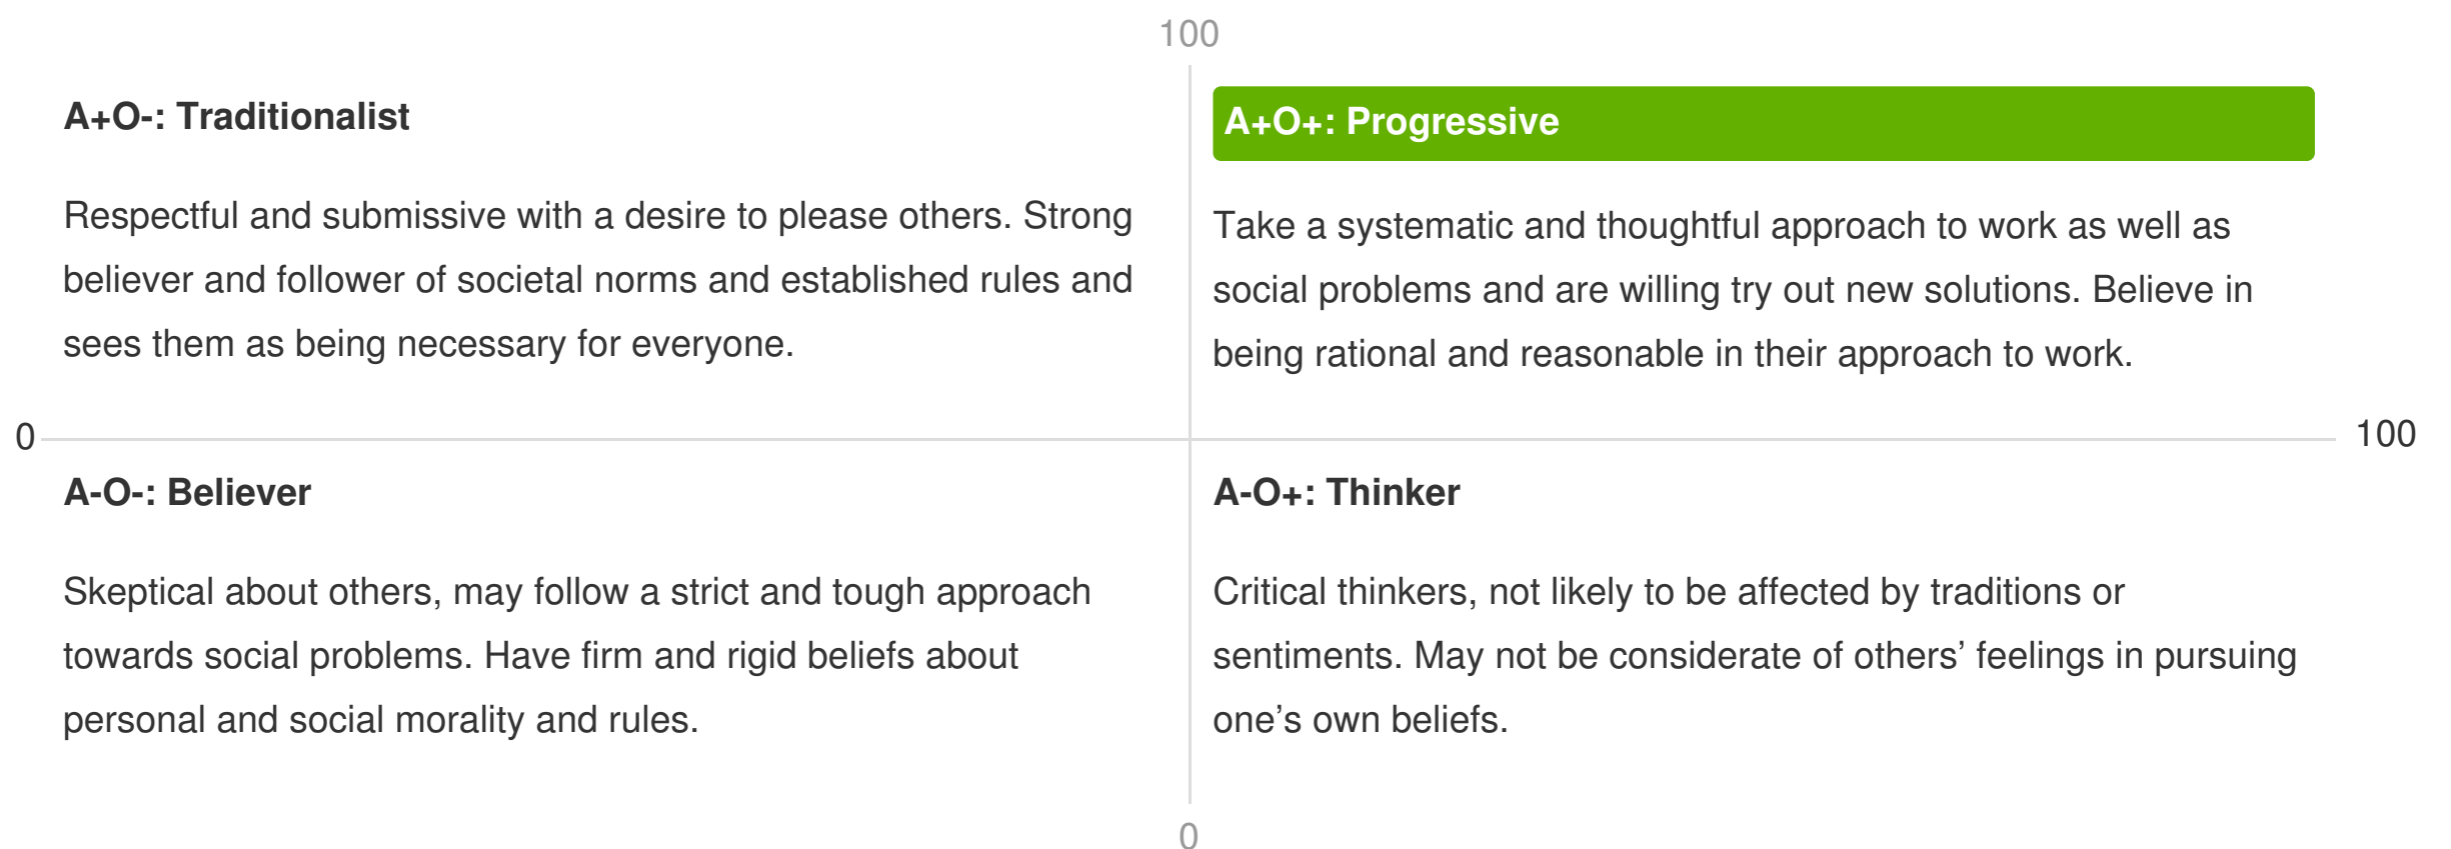 100
A+O-: Traditionalist
Respectful and submissive with a desire to please others. Strong
believer and follower of societal norms and established rules and
sees them as being necessary for everyone.
A+O+: Progressive
Take a systematic and thoughtful approach to work as well as
social problems and are willing try out new solutions. Believe in
being rational and reasonable in their approach to work.
0
100
A-O-: Believer
Skeptical about others, may follow a strict and tough approach
towards social problems. Have firm and rigid beliefs about
personal and social morality and rules.
A-O+: Thinker
Critical thinkers, not likely to be affected by traditions or
sentiments. May not be considerate of others’ feelings in pursuing
one’s own beliefs.
0